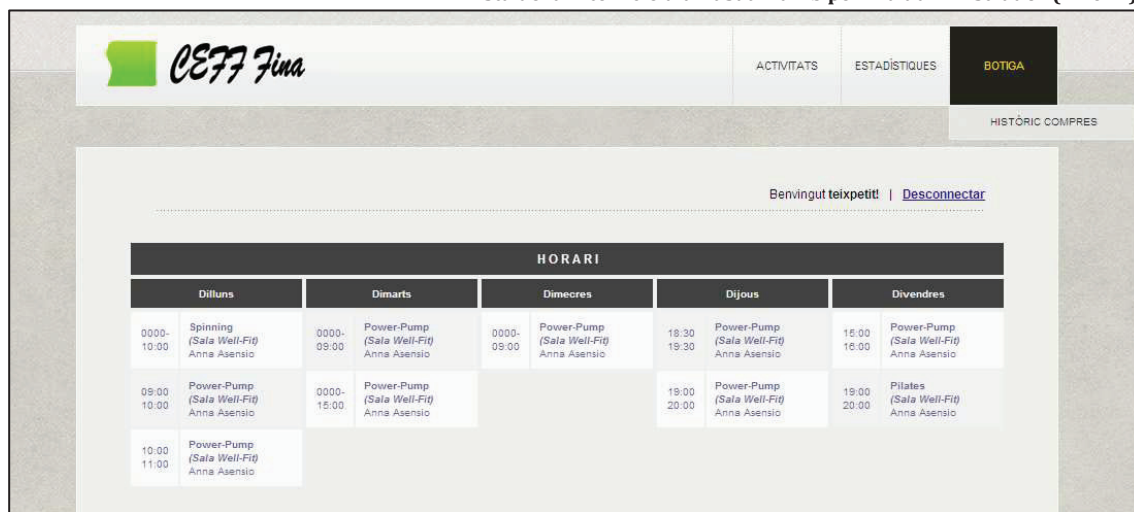 CEFF Fina
ACTIVITATS
ESTADÍSTIQUES
BOTIGA
HISTÒRIC COMPRES
Benvingut teixpetit! | Desconnectar
HORARI
Dilluns Dimarts Dimecres Dijous Divendres
0000-
10:00
Spinning
(Sala Well-Fit)
Anna Asensio
0000-
09:00
Power-Pump
(Sala Well-Fit)
Anna Asensio
0000-
09:00
Power-Pump
(Sala Well-Fit)
Anna Asensio
18:30
19:30
Power-Pump
(Sala Well-Fit)
Anna Asensio
15:00
16:00
Power-Pump
(Sala Well-Fit)
Anna Asensio
09:00
10:00
Power-Pump
(Sala Well-Fit)
Anna Asensio
0000-
15:00
Power-Pump
(Sala Well-Fit)
Anna Asensio
19:00
20:00
Power-Pump
(Sala Well-Fit)
Anna Asensio
19:00
20:00
Pilates
(Sala Well-Fit)
Anna Asensio
10:00
11:00
Power-Pump
(Sala Well-Fit)
Anna Asensio